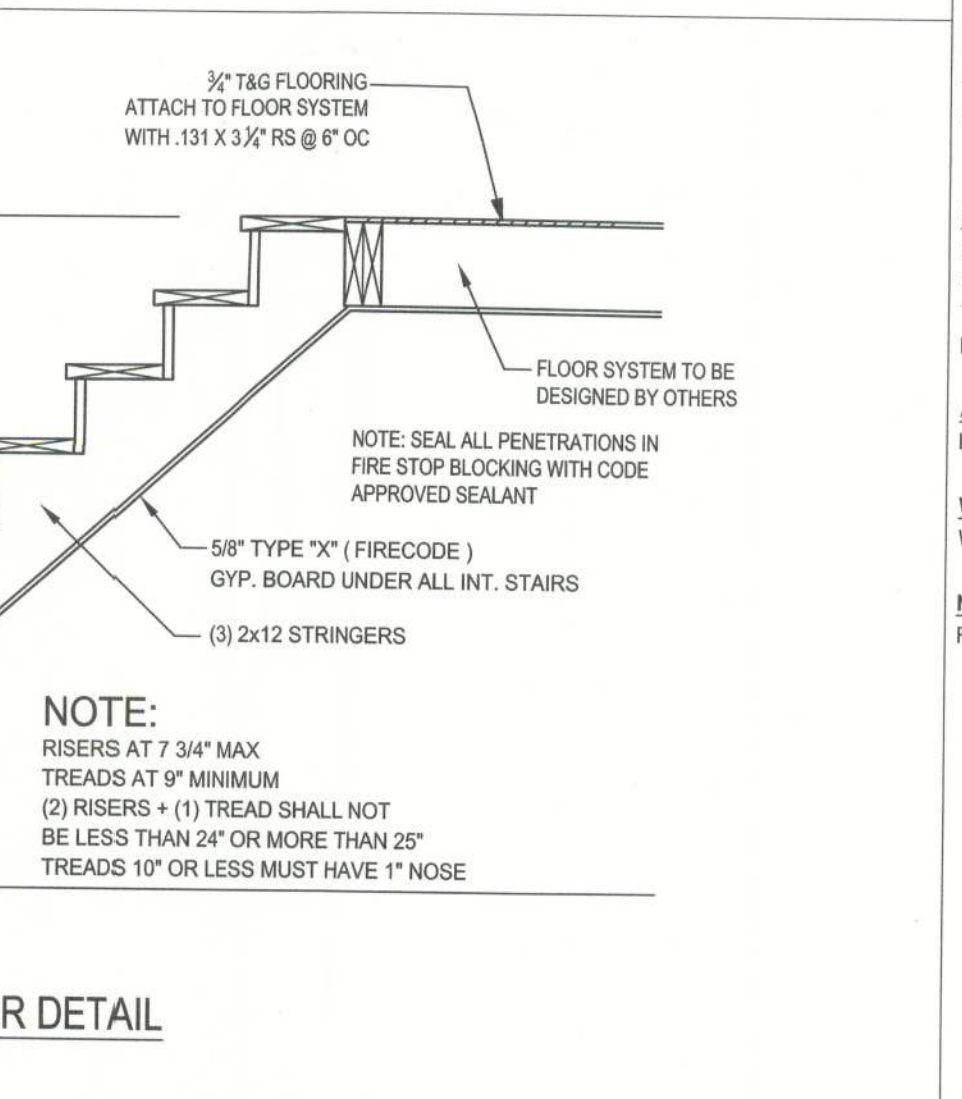 ¾" T&G FLOORING
ATTACH TO FLOOR SYSTEM
WITH .131 X 3¼" RS @ 6" OC
FLOOR SYSTEM TO BE
DESIGNED BY OTHERS
NOTE: SEAL ALL PENETRATIONS IN
FIRE STOP BLOCKING WITH CODE
APPROVED SEALANT
5/8" TYPE "X" ( FIRECODE )
GYP. BOARD UNDER ALL INT. STAIRS
(3) 2x12 STRINGERS
NOTE:
RISERS AT 7 3/4" MAX
TREADS AT 9" MINIMUM
(2) RISERS + (1) TREAD SHALL NOT
BE LESS THAN 24" OR MORE THAN 25"
TREADS 10" OR LESS MUST HAVE 1" NOSE
R DETAIL